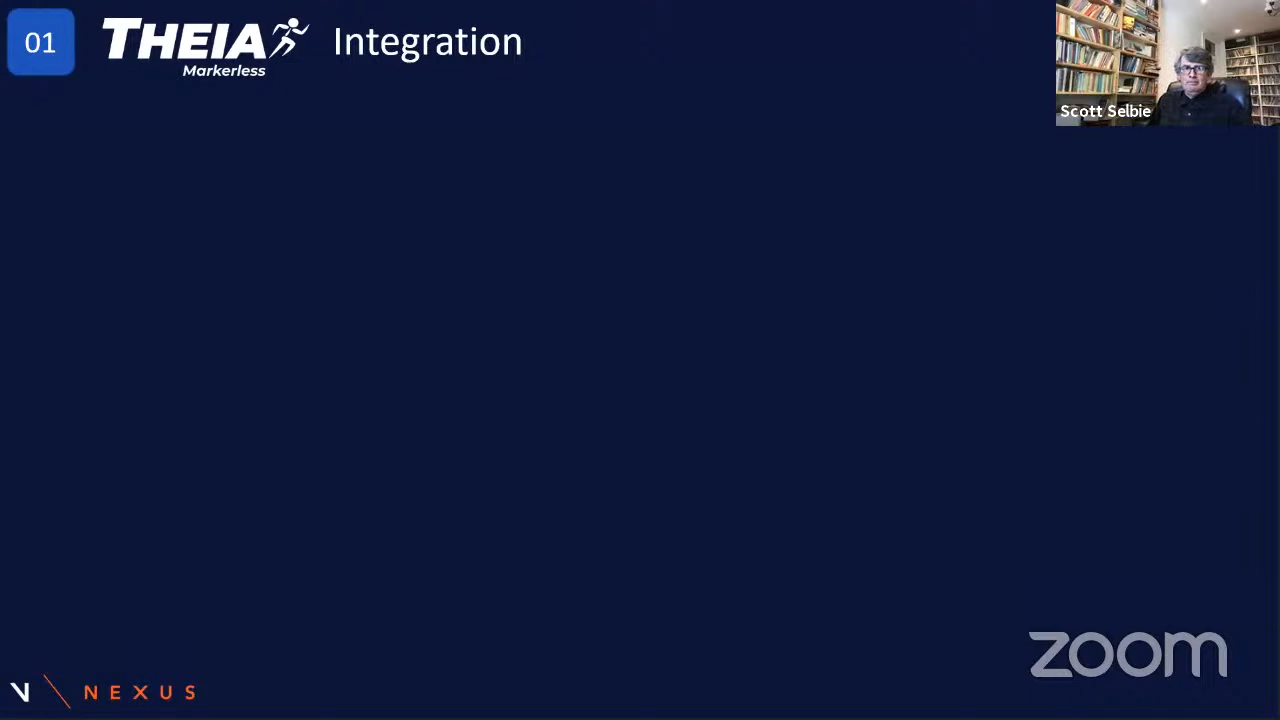 01
THEIA
Markerless
Integration
Scott Selbie
zoom
V NEXUS